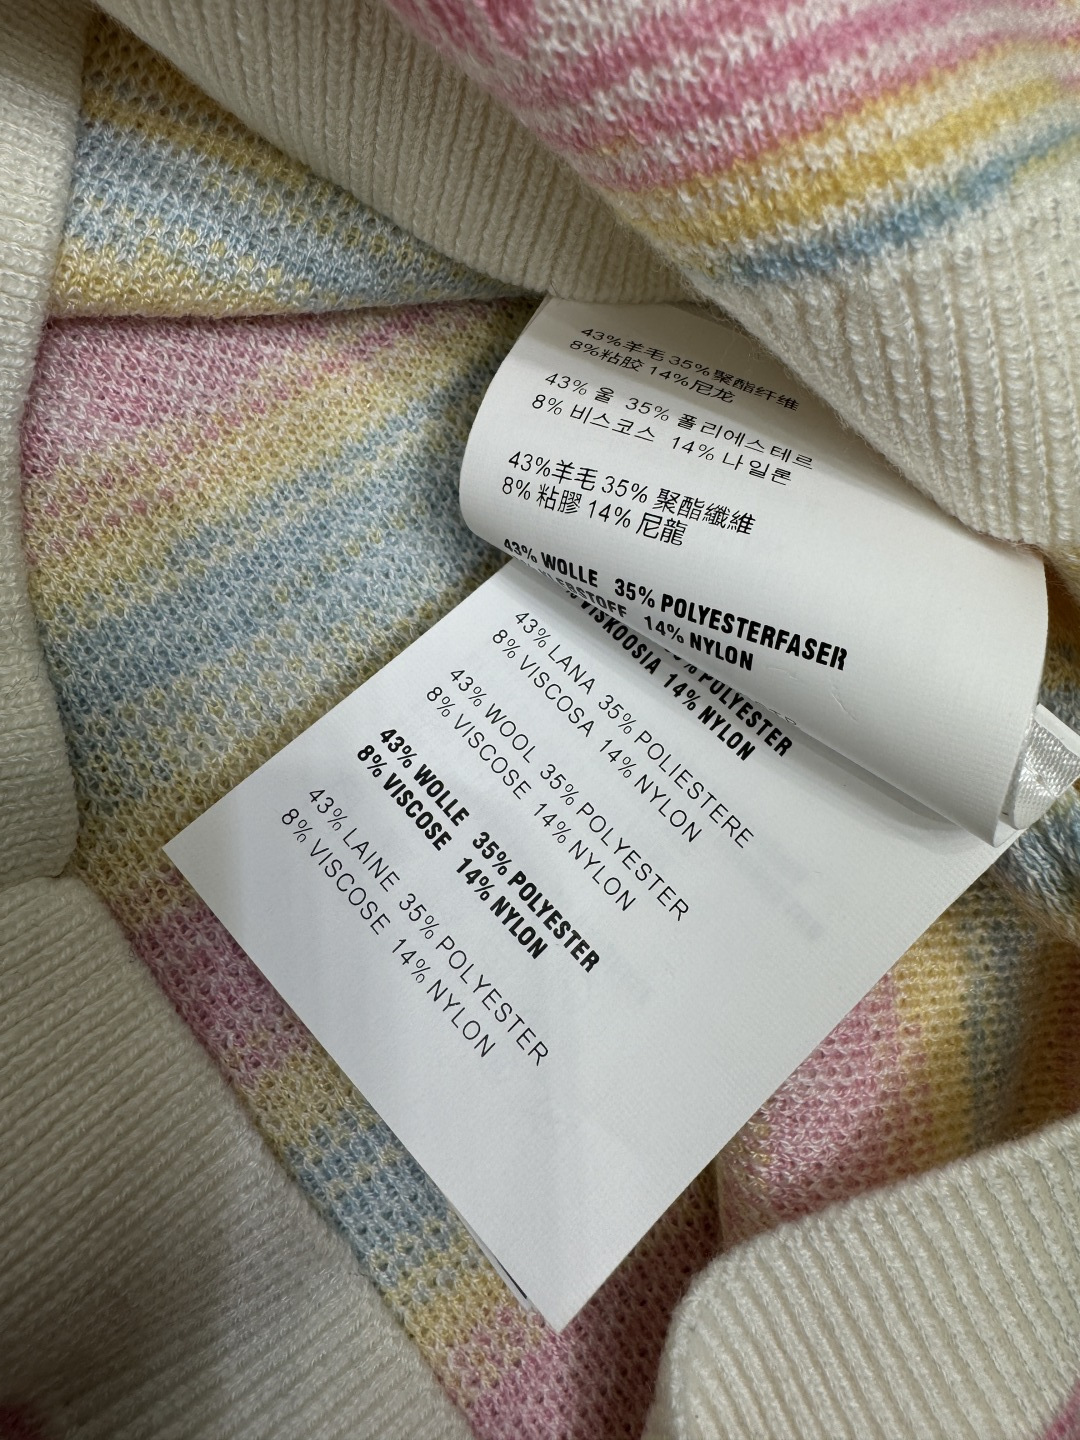 43%羊毛 35%聚酯纤维
8%粘胶 14%尼龙
43% 울 35% 폴리에스테르
8% 비스코스 14% 나일론
43%羊毛 35% 聚酯纖維
8% 粘膠 14% 尼龍
43% WOLLE 35% POLYESTERFASER
14% NYLON
POLYESTER
VISKOOSIA 14% NYLON
43% LANA 35% POLIESTERE
8% VISCOSA 14% NYLON
43% WOOL 35% POLYESTER
8% VISCOSE 14% NYLON
43% WOLLE 35% POLYESTER
8% VISCOSE 14% NYLON
43% LAINE 35% POLYESTER
8% VISCOSE 14% NYLON